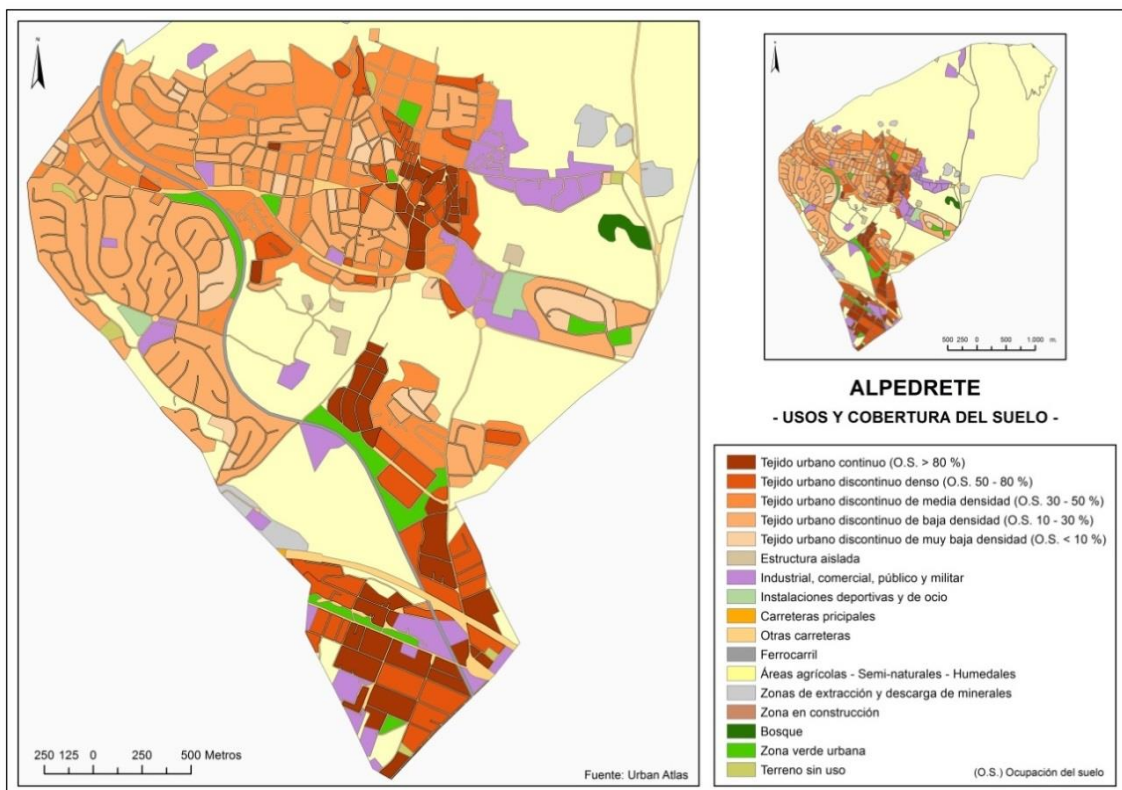 N
250 125 0 250 500 Metros
Fuente: Urban Atlas
500 250 0 500 1.000 m.
ALPEDRETE
- USOS Y COBERTURA DEL SUELO -
Tejido urbano continuo (O.S. > 80 %)
Tejido urbano discontinuo denso (O.S. 50 - 80 %)
Tejido urbano discontinuo de media densidad (O.S. 30 - 50 %)
Tejido urbano discontinuo de baja densidad (O.S. 10 - 30 %)
Tejido urbano discontinuo de muy baja densidad (O.S. < 10 %)
Estructura aislada
Industrial, comercial, público y militar
Instalaciones deportivas y de ocio
Carreteras pricipales
Otras carreteras
Ferrocarril
Áreas agrícolas - Semi-naturales - Humedales
Zonas de extracción y descarga de minerales
Zona en construcción
Bosque
Zona verde urbana
Terreno sin uso
(O.S.) Ocupación del suelo